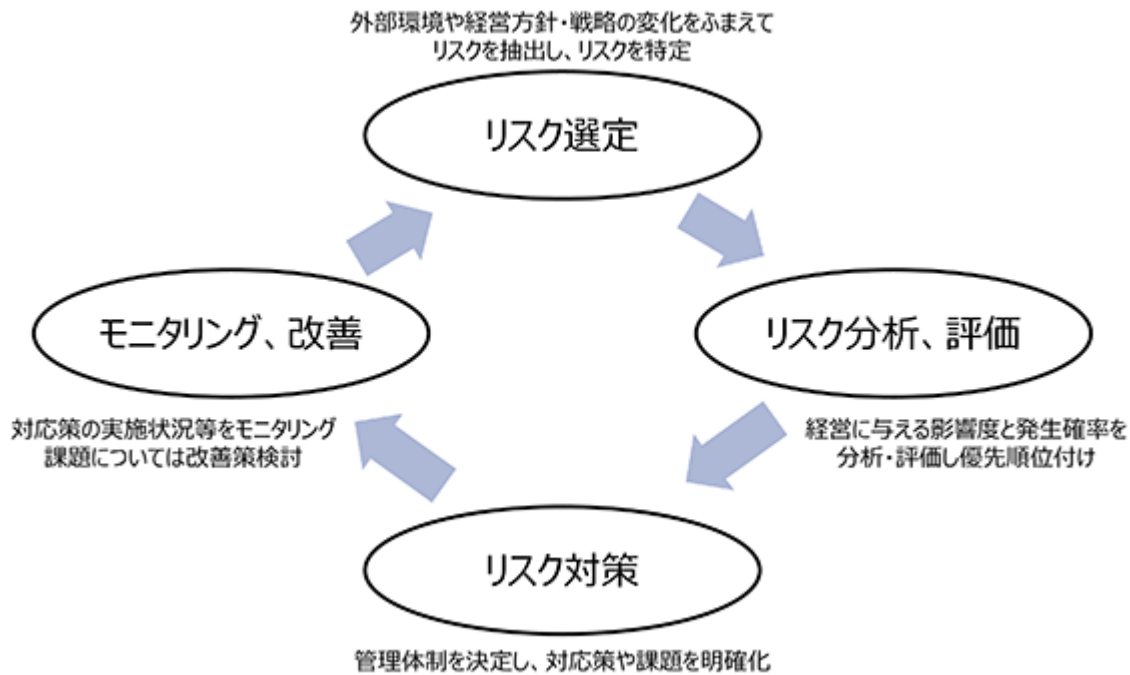 外部環境や経営方針・戦略の変化をふまえて
リスクを抽出し、リスクを特定
リスク選定
リスク分析、評価
経営に与える影響度と発生確率を
分析・評価し優先順位付け
リスク対策
管理体制を決定し、対応策や課題を明確化
モニタリング、改善
対応策の実施状況等をモニタリング
課題については改善策検討